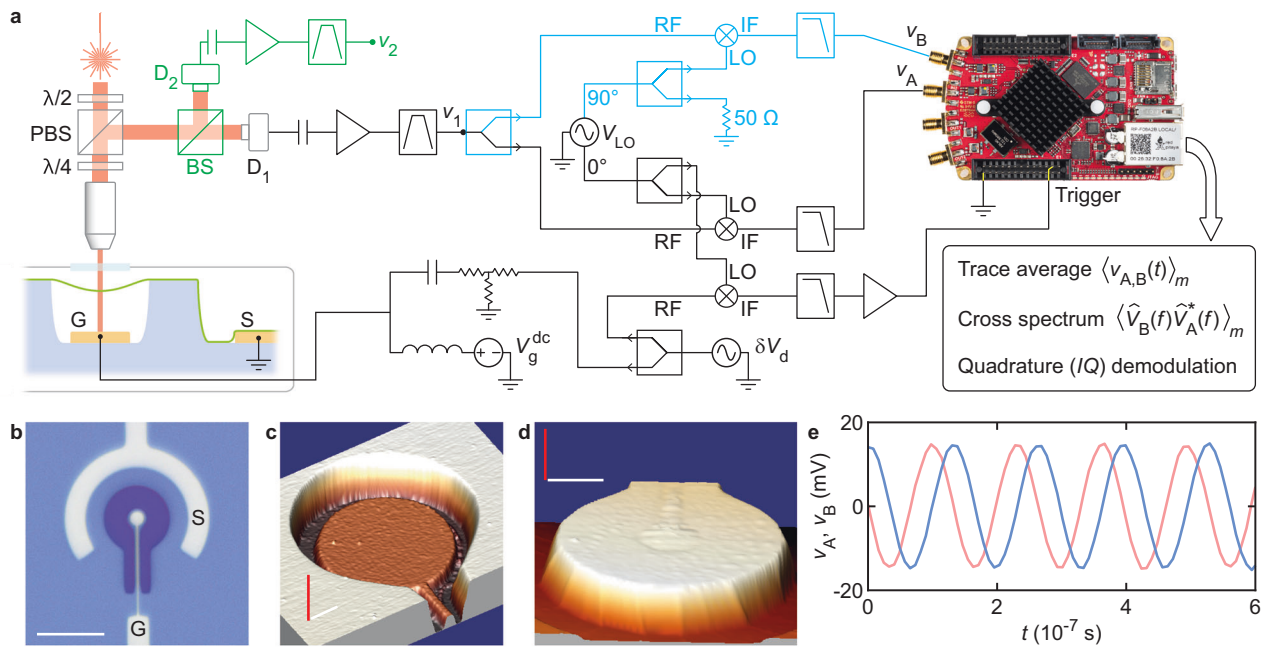 a
λ/2
PBS
λ/4
D2
BS
D1
v2
v1
RF
IF
LO
90°
50 Ω
VLO
0°
LO
RF
IF
LO
RF
IF
vB
vA
Trigger
G
S
Vgdc
δVd
Trace average ⟨vA,B(t)⟩m
Cross spectrum ⟨V̂B(f)V̂*A(f)⟩m
Quadrature (IQ) demodulation
b
S
G
c
d
e
20
0
-20
vA, vB (mV)
0
2
4
6
t (10-7 s)